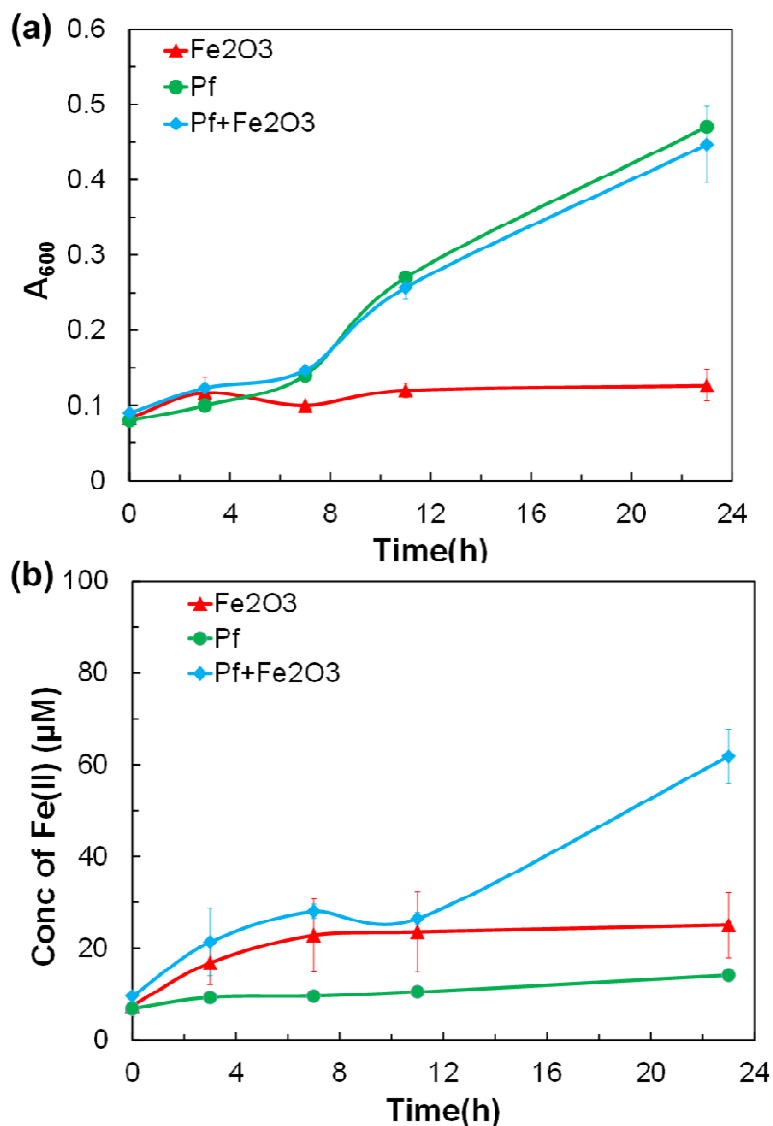 (a)
0.6
0.5
0.4
0.3
0.2
0.1
0
A₆₀₀
Fe2O3
Pf
Pf+Fe2O3
0 4 8 12 16 20 24
Time(h)
(b)
100
80
60
40
20
0
Conc of Fe(II) (µM)
Fe2O3
Pf
Pf+Fe2O3
0 4 8 12 16 20 24
Time(h)